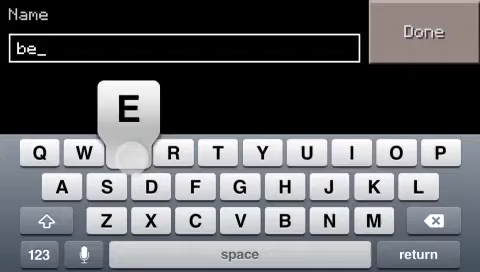 Name
Done
be_
E
Q W R T Y U I O P
A S D F G H J K L
Z X C V B N M
123 space return